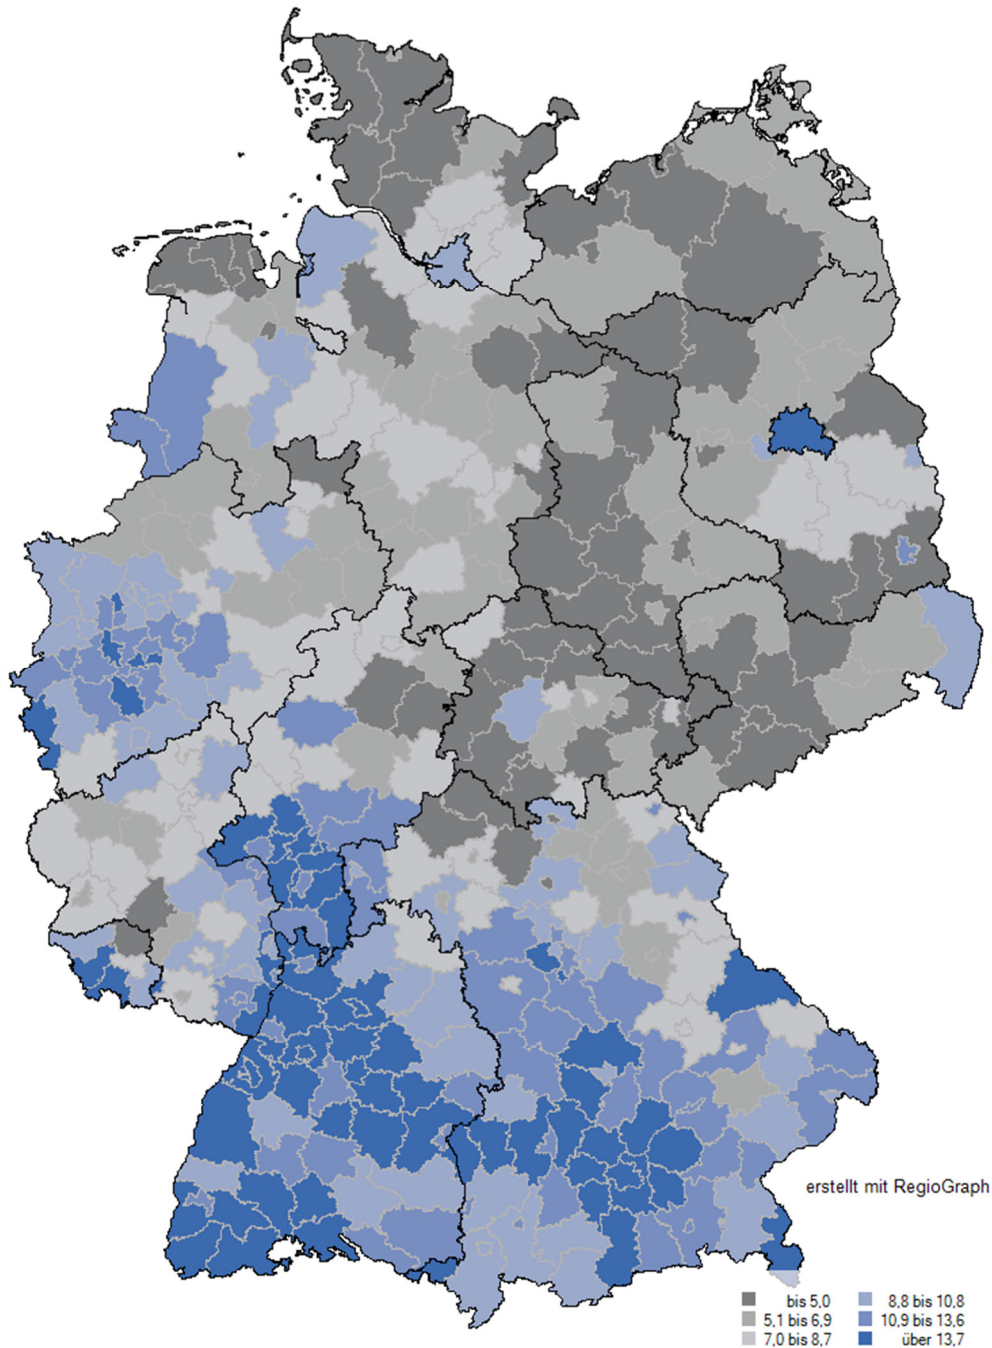 erstellt mit RegioGraph
bis 5,0
5,1 bis 6,9
7,0 bis 8,7
8,8 bis 10,8
10,9 bis 13,6
über 13,7